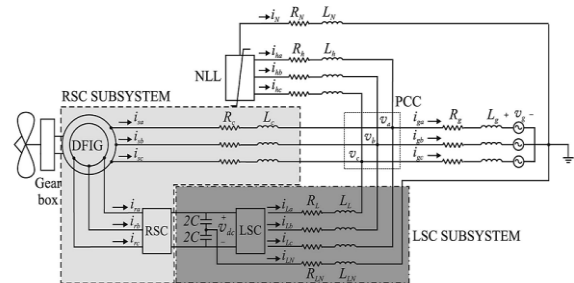 i_N R_N L_N
NLL
i_ha R_h L_h
i_hb
i_hc
RSC SUBSYSTEM
PCC
i_sa R_c L_c v_a i_ga R_g L_g + v_g -
DFIG i_sb v_b i_gb
i_sc v_c i_gc
Gear
box
i_ra
i_rb
i_rc
RSC
2C
2C
+
v_dc
-
LSC
i_La R_L L_L
i_Lb
i_Lc
i_LN
R_LN L_LN
LSC SUBSYSTEM